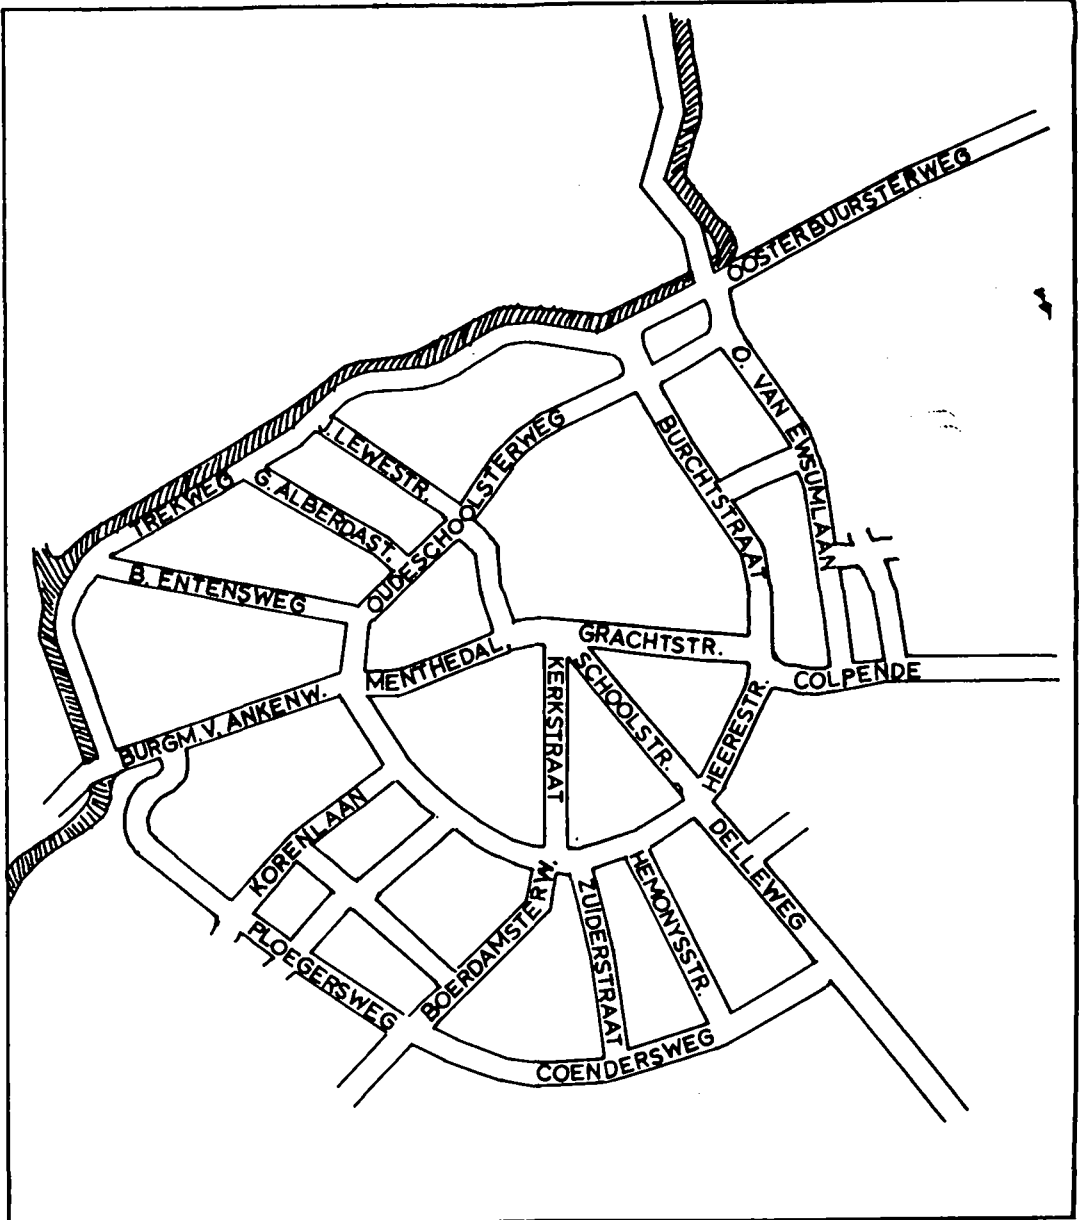 OOSTERBUURSTERWEG
O. VAN EWSUMLAAN
J. LEWESTR.
OUDESCHOOLSTERWEG
BURCHTSTRAAT
TREKWEG
G. ALBERDAST.
B. ENTENSWEG
GRACHTSTR.
MENTHEDAL.
COLPENDE
KERKSTRAAT
SCHOOLSTR.
HEERESTR.
BURGM. V. ANKENW.
KORENLAAN
DELLEWEG
PLOEGERSWEG
BOERDAMSTERW.
ZUIDERSTRAAT
HEMONYSSTR.
COENDERSWEG